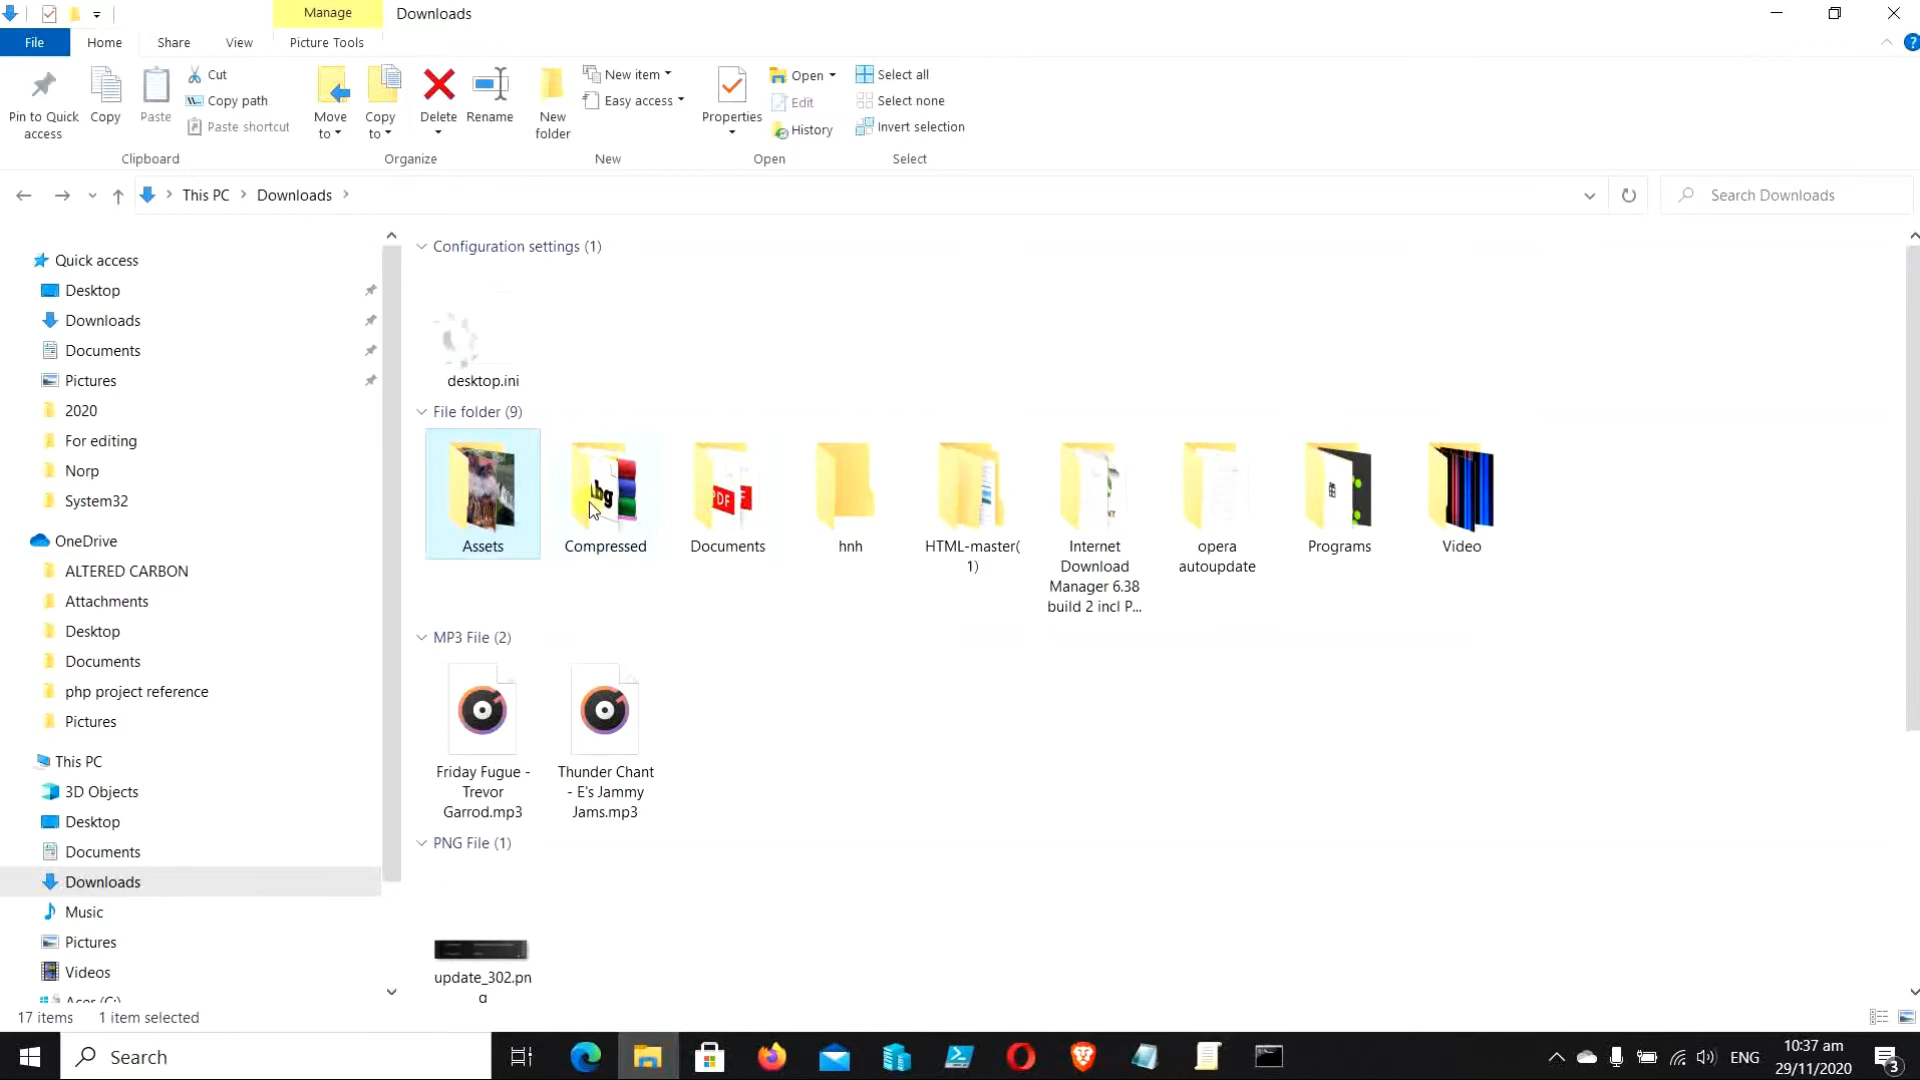 Manage Downloads
File Home Share View Picture Tools
Pin to Quick access
Copy
Paste
Cut
Copy path
Paste shortcut
Clipboard
Move to
Copy to
Delete
Rename
Organize
New folder
New item
Easy access
New
Properties
Open
Edit
History
Open
Select all
Select none
Invert selection
Select
This PC Downloads
Search Downloads
Quick access
Desktop
Downloads
Documents
Pictures
2020
For editing
Norp
System32
OneDrive
ALTERED CARBON
Attachments
Desktop
Documents
php project reference
Pictures
This PC
3D Objects
Desktop
Documents
Downloads
Music
Pictures
Videos
Acer (C:)
Configuration settings (1)
desktop.ini
File folder (9)
PDF
Assets
Compressed
Documents
hnh
HTML-master(
1)
Internet
Download
Manager 6.38
build 2 incl P...
opera
autoupdate
Programs
Video
MP3 File (2)
Friday Fugue -
Trevor
Garrod.mp3
Thunder Chant
- E's Jammy
Jams.mp3
PNG File (1)
update_302.pn
g
17 items 1 item selected
Search
ENG
10:37 am
29/11/2020
3